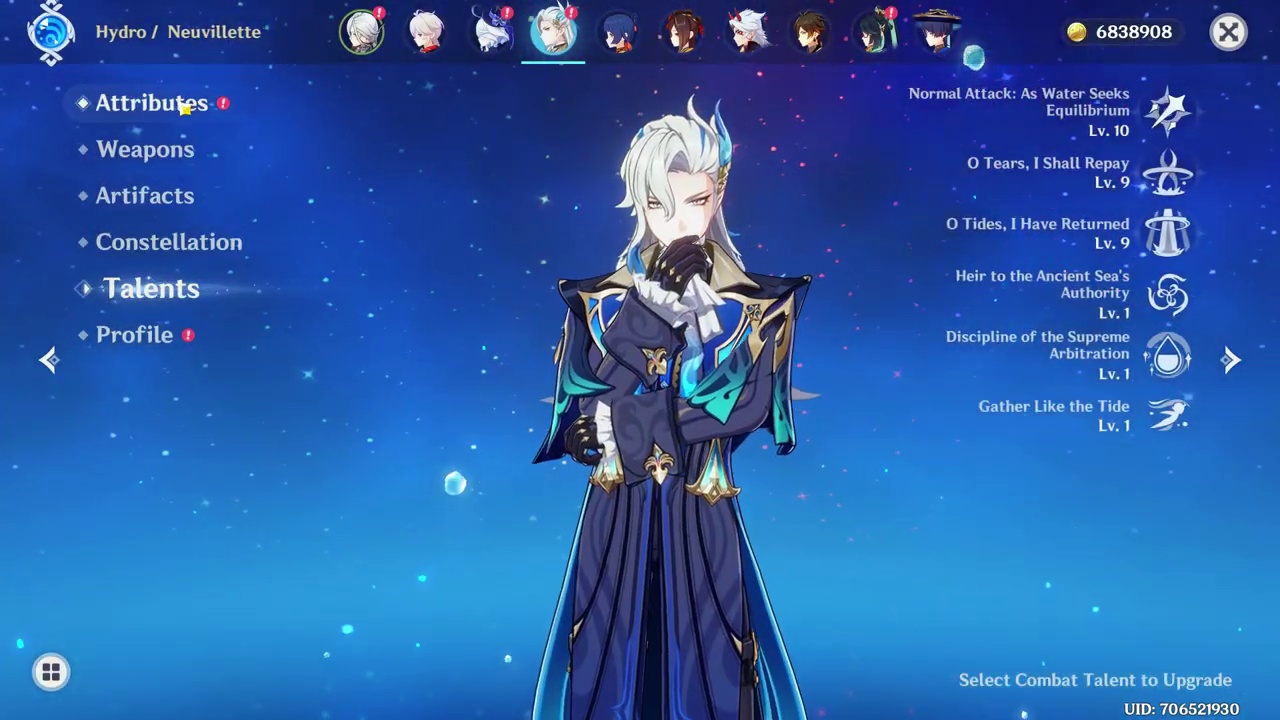 Hydro / Neuvillette
6838908
Attributes
Weapons
Artifacts
Constellation
Talents
Profile
Normal Attack: As Water Seeks
Equilibrium
Lv. 10
O Tears, I Shall Repay
Lv. 9
O Tides, I Have Returned
Lv. 9
Heir to the Ancient Sea's
Authority
Lv. 1
Discipline of the Supreme
Arbitration
Lv. 1
Gather Like the Tide
Lv. 1
Select Combat Talent to Upgrade
UID: 706521930